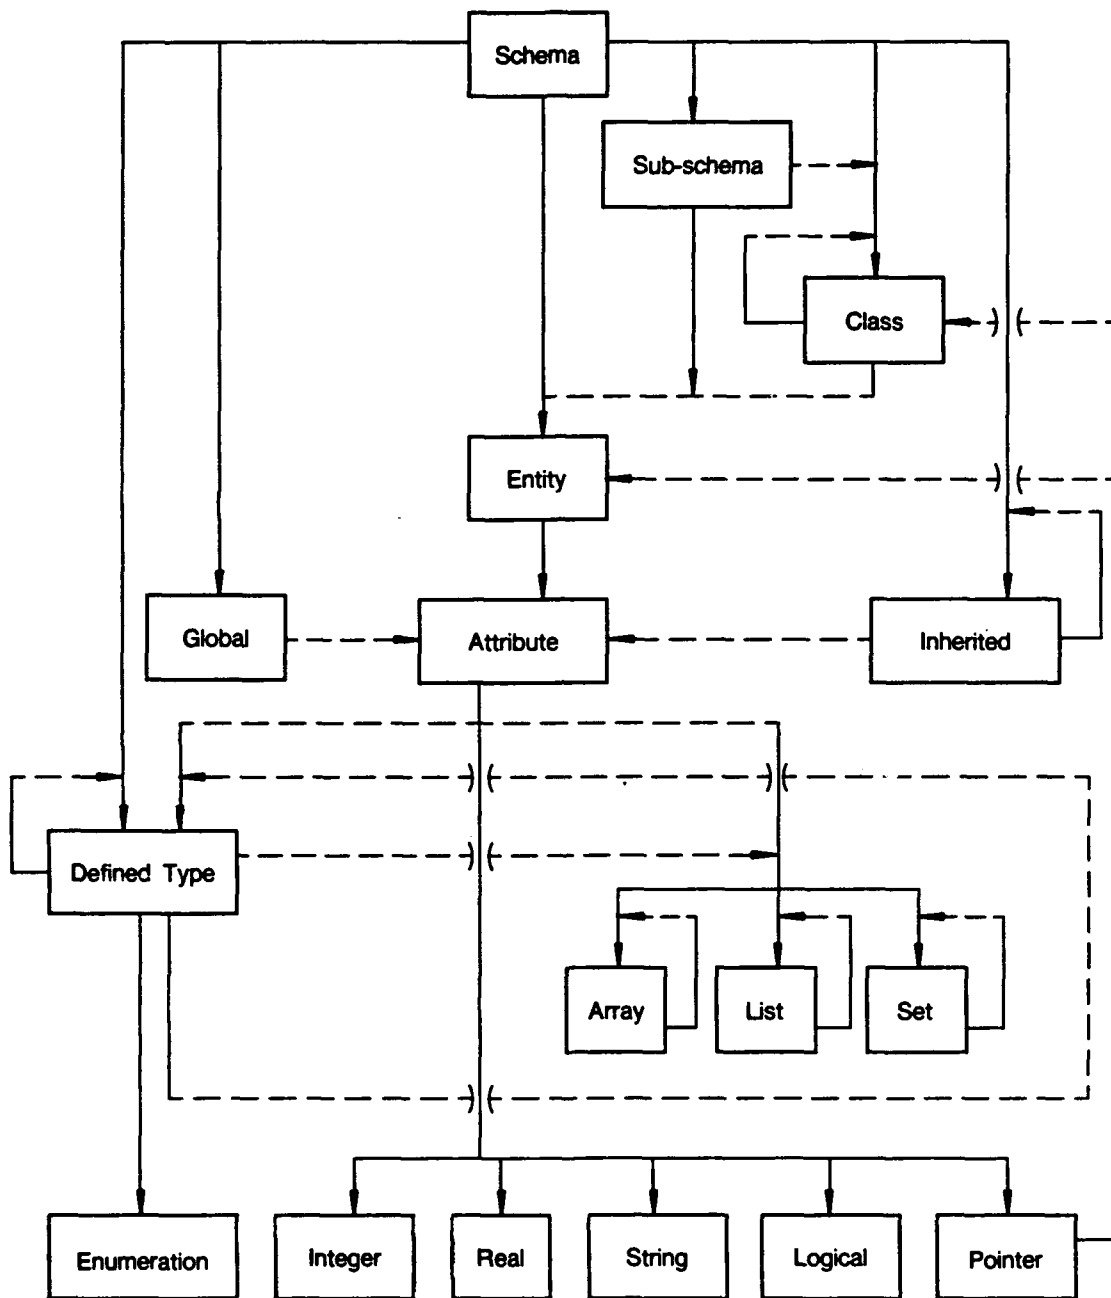 Schema
Sub-schema
Class
Entity
Global
Attribute
Inherited
Defined Type
Array
List
Set
Enumeration
Integer
Real
String
Logical
Pointer